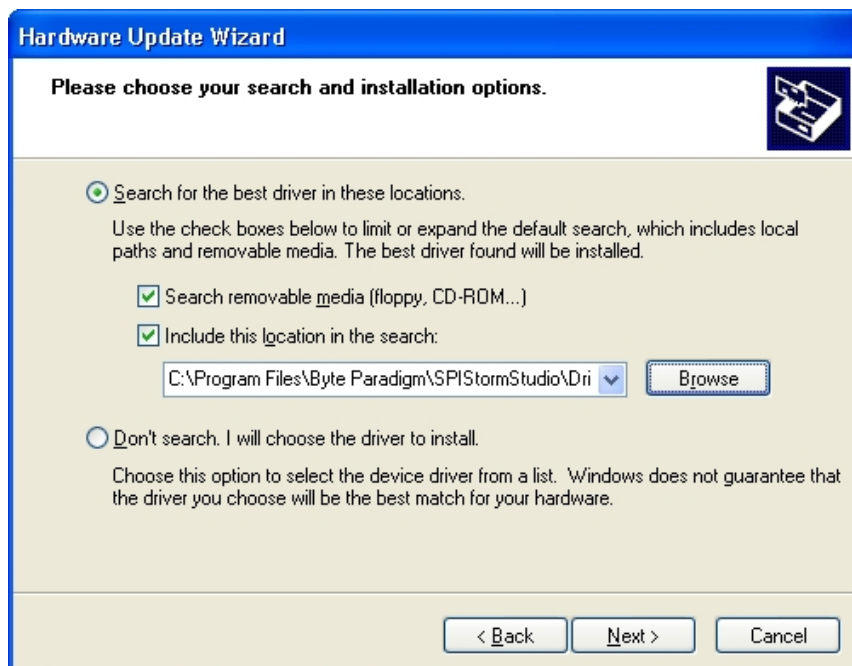 Hardware Update Wizard
Please choose your search and installation options.
Search for the best driver in these locations.
Use the check boxes below to limit or expand the default search, which includes local
paths and removable media. The best driver found will be installed.
Search removable media (floppy, CD-ROM...)
Include this location in the search:
C:\Program Files\Byte Paradigm\SPIStormStudio\Dri
Browse
Don't search. I will choose the driver to install.
Choose this option to select the device driver from a list. Windows does not guarantee that
the driver you choose will be the best match for your hardware.
< Back
Next >
Cancel